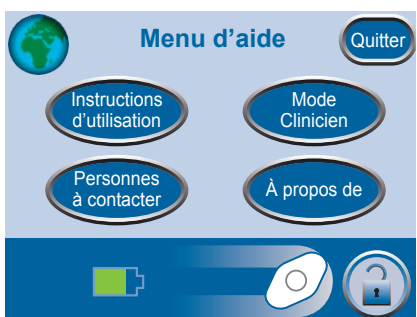 Menu d’aide
Quitter
Instructions
d’utilisation
Mode
Clinicien
Personnes
à contacter
À propos de